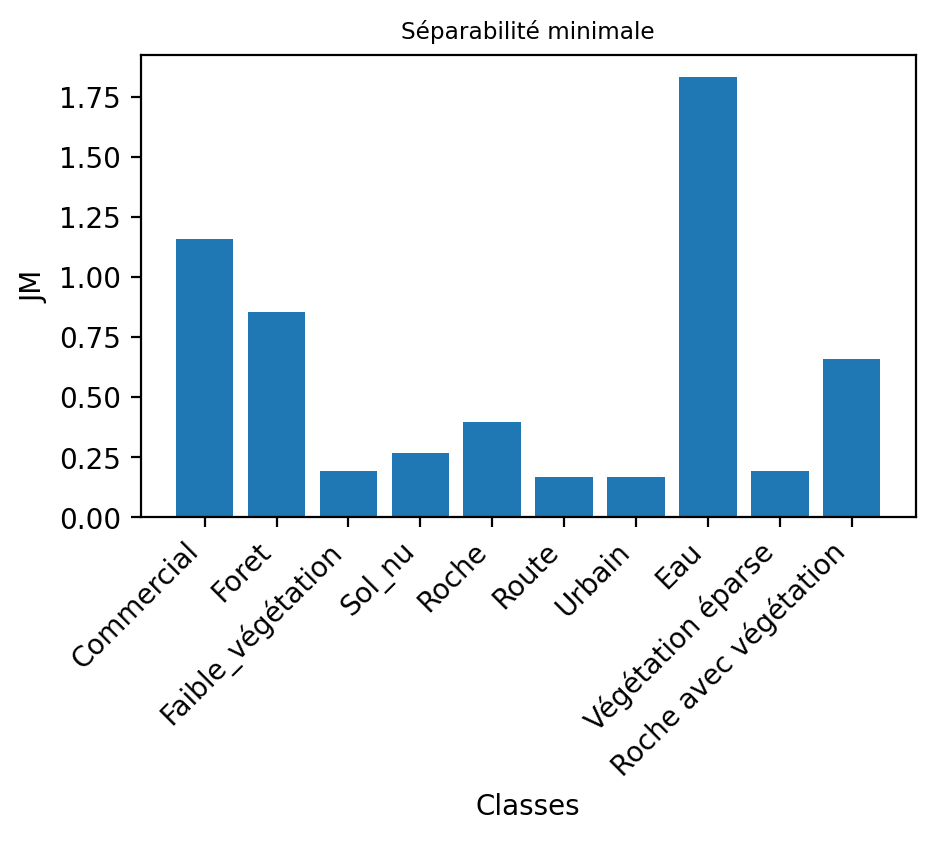 Séparabilité minimale
JM
1.75
1.50
1.25
1.00
0.75
0.50
0.25
0.00
Commercial
Foret
Faible_végétation
Sol_nu
Roche
Route
Urbain
Eau
Végétation éparse
Roche avec végétation
Classes